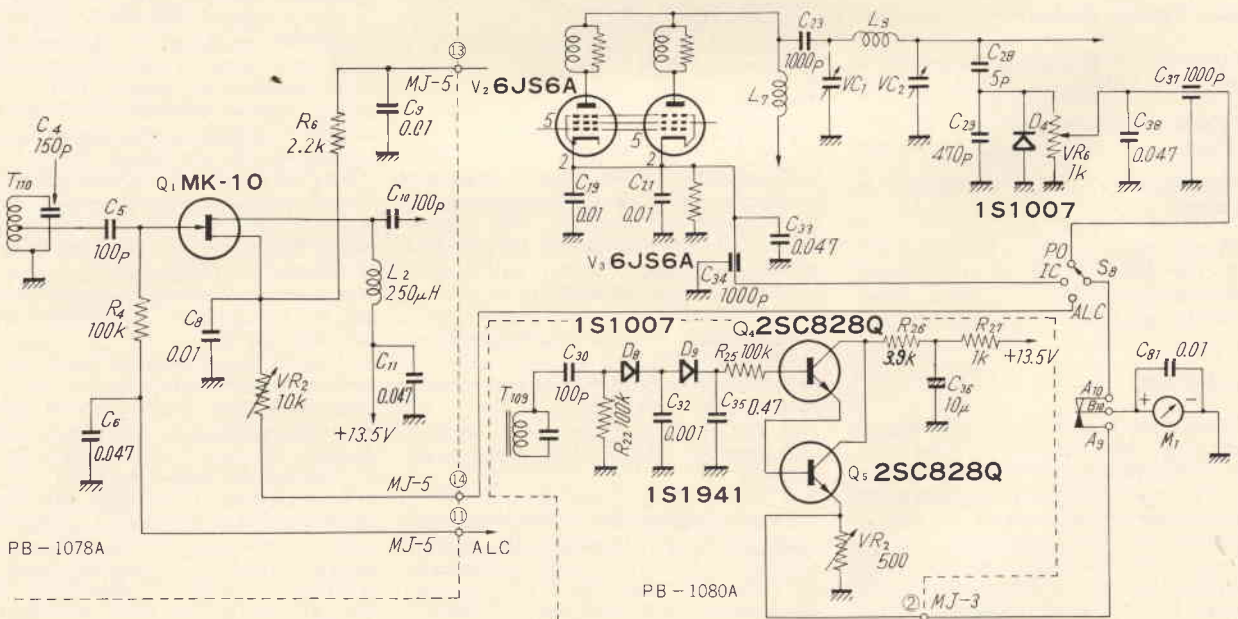 C4
150p
T110
C5
100p
Q1 MK-10
R4
100k
C6
0.047
C8
0.01
VR2
10k
R6
2.2k
C9
0.01
⑬
MJ-5
C10 100p
L2
250μH
C11
0.047
+13.5V
MJ-5
⑭
MJ-5
⑪
ALC
PB-1078A
V2 6JS6A
5
2
5
2
C19
0.01
C21
0.01
V3 6JS6A
C34
1000p
C33
0.047
L7
C23
1000p
VC1
VC2
C28
5p
C29
470p
D4
VR6
1k
1S1007
C38
0.047
C37 1000p
PO
IC
ALC
S8
1S1007
T109
C30
100p
R22 100k
D8
D9
C32
0.001
C35 0.47
1S1941
R25 100k
Q4 2SC828Q
Q5 2SC828Q
R26
3.9k
R27
1k
+13.5V
C36
10μ
VR2
500
PB-1080A
② MJ-3
A10
B10
A9
C81 0.01
+
-
M1